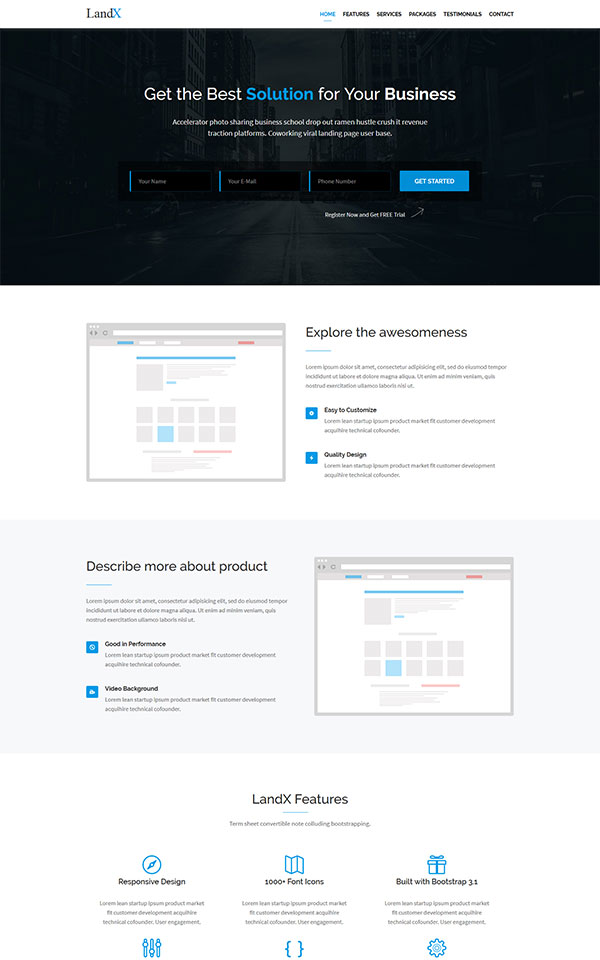 LandX
HOME FEATURES SERVICES PACKAGES TESTIMONIALS CONTACT
Get the Best Solution for Your Business
Accelerator photo sharing business school drop out ramen hustle crush it revenue
traction platforms. Coworking viral landing page user base.
Your Name
Your E-Mail
Phone Number
GET STARTED
Register Now and Get FREE Trial
Explore the awesomeness
Lorem ipsum dolor sit amet, consectetur adipiscing elit, sed do eiusmod tempor
incididunt ut labore et dolore magna aliqua. Ut enim ad minim veniam, quis
nostrud exercitation ullamco laboris nisi ut.
Easy to Customize
Lorem lean startup ipsum product market fit customer development
acquihire technical cofounder.
Quality Design
Lorem lean startup ipsum product market fit customer development
acquihire technical cofounder.
Describe more about product
Lorem ipsum dolor sit amet, consectetur adipiscing elit, sed do eiusmod tempor
incididunt ut labore et dolore magna aliqua. Ut enim ad minim veniam, quis
nostrud exercitation ullamco laboris nisi ut.
Good in Performance
Lorem lean startup ipsum product market fit customer development
acquihire technical cofounder.
Video Background
Lorem lean startup ipsum product market fit customer development
acquihire technical cofounder.
LandX Features
Term sheet convertible note colluding bootstrapping.
Responsive Design
Lorem lean startup ipsum product market
fit customer development acquihire
technical cofounder. User engagement.
1000+ Font Icons
Lorem lean startup ipsum product market
fit customer development acquihire
technical cofounder. User engagement.
Built with Bootstrap 3.1
Lorem lean startup ipsum product market
fit customer development acquihire
technical cofounder. User engagement.